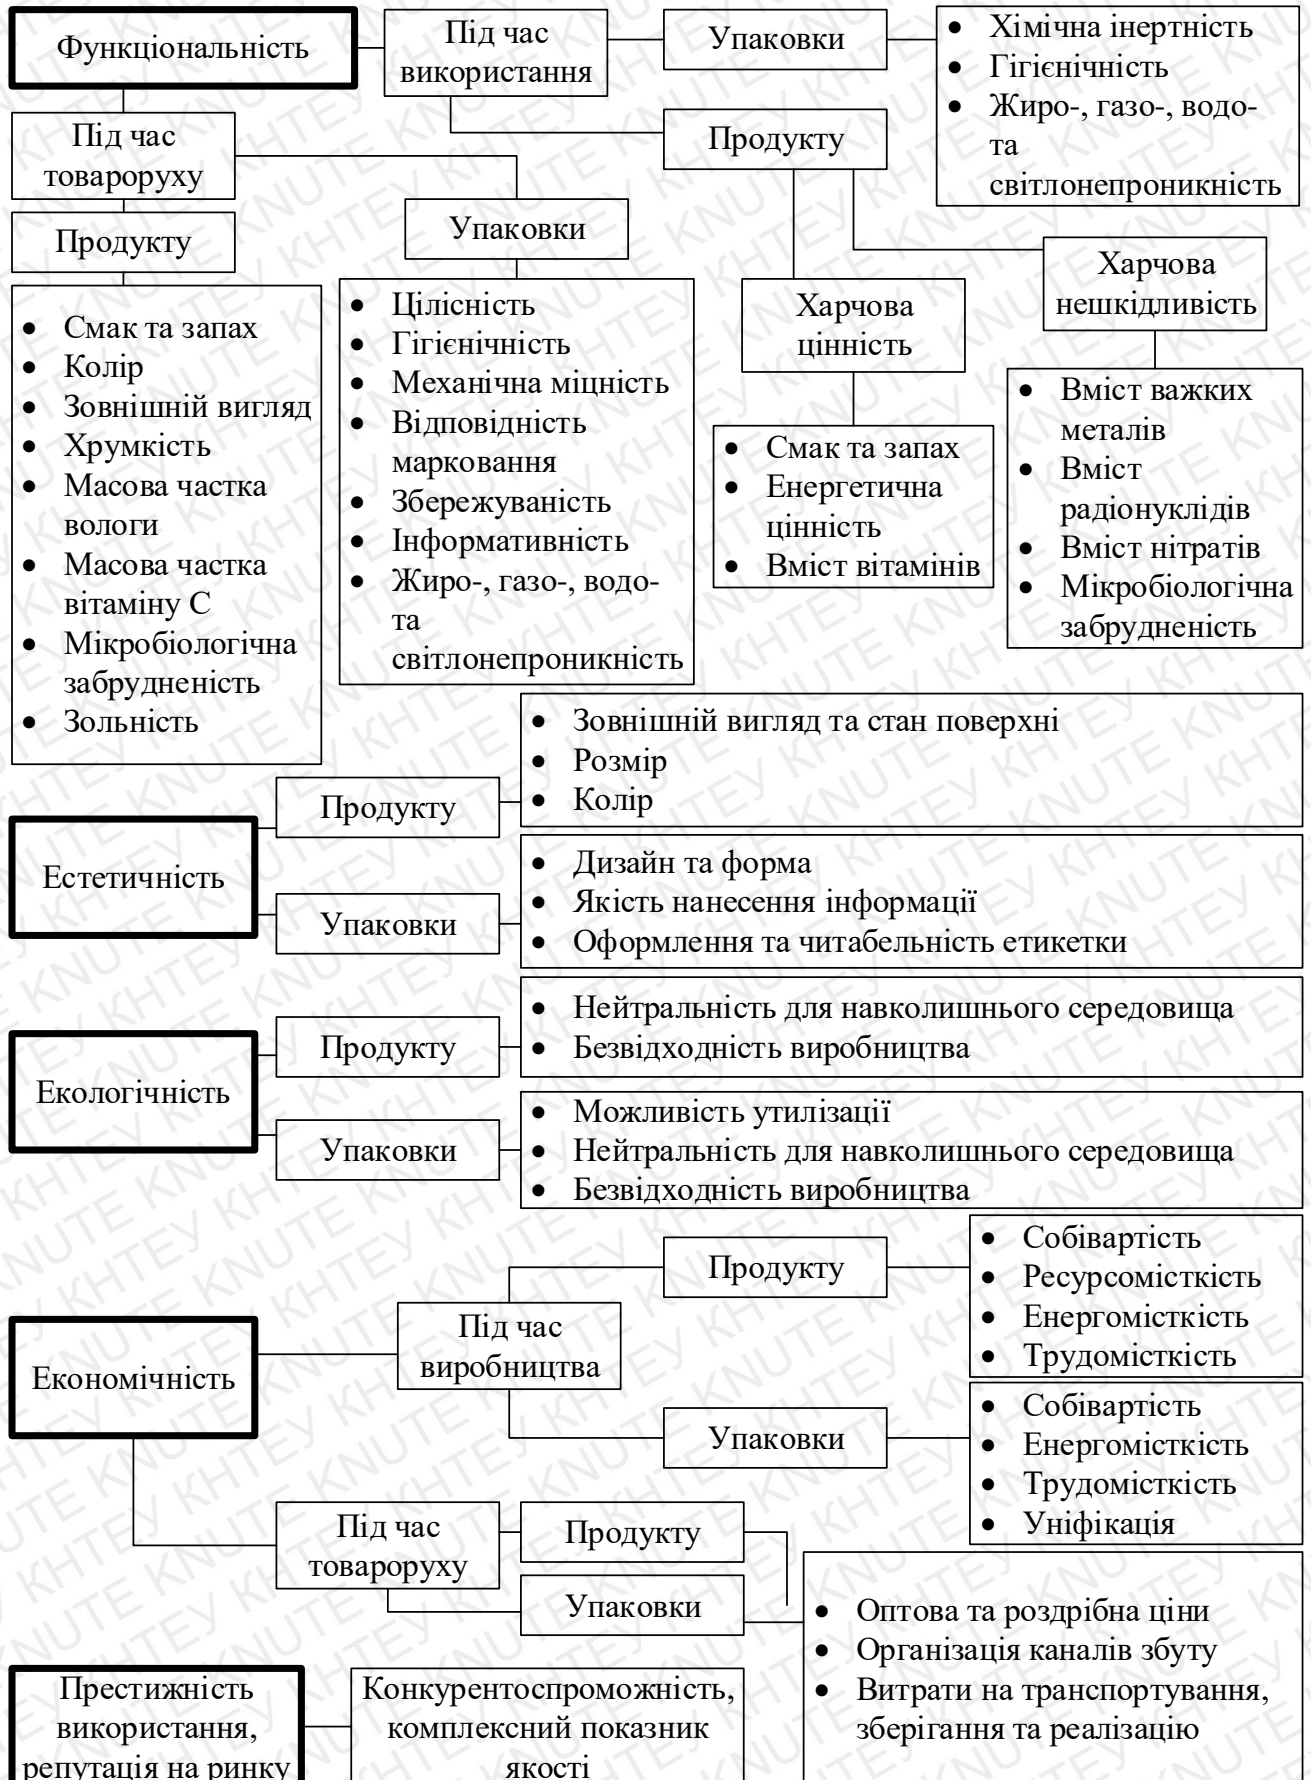 Функціональність
Під час
використання
Упаковки
• Хімічна інертність
• Гігієнічність
• Жиро-, газо-, водо-
та
світлонепроникність
Під час
товароруху
Продукту
Продукту
Упаковки
Харчова
цінність
Харчова
нешкідливість
• Смак та запах
• Колір
• Зовнішній вигляд
• Хрумкість
• Масова частка
вологи
• Масова частка
вітаміну С
• Мікробіологічна
забрудненість
• Зольність
• Цілісність
• Гігієнічність
• Механічна міцність
• Відповідність
марковання
• Збережуваність
• Інформативність
• Жиро-, газо-, водо-
та
світлонепроникність
• Смак та запах
• Енергетична
цінність
• Вміст вітамінів
• Вміст важких
металів
• Вміст
радіонуклідів
• Вміст нітратів
• Мікробіологічна
забрудненість
Естетичність
Продукту
• Зовнішній вигляд та стан поверхні
• Розмір
• Колір
Упаковки
• Дизайн та форма
• Якість нанесення інформації
• Оформлення та читабельність етикетки
Екологічність
Продукту
• Нейтральність для навколишнього середовища
• Безвідходність виробництва
Упаковки
• Можливість утилізації
• Нейтральність для навколишнього середовища
• Безвідходність виробництва
Економічність
Під час
виробництва
Продукту
• Собівартість
• Ресурсомісткість
• Енергомісткість
• Трудомісткість
Упаковки
• Собівартість
• Енергомісткість
• Трудомісткість
• Уніфікація
Під час
товароруху
Продукту
Упаковки
• Оптова та роздрібна ціни
• Організація каналів збуту
• Витрати на транспортування,
зберігання та реалізацію
Престижність
використання,
репутація на ринку
Конкурентоспроможність,
комплексний показник
якості
КНТЕУ KNUTE